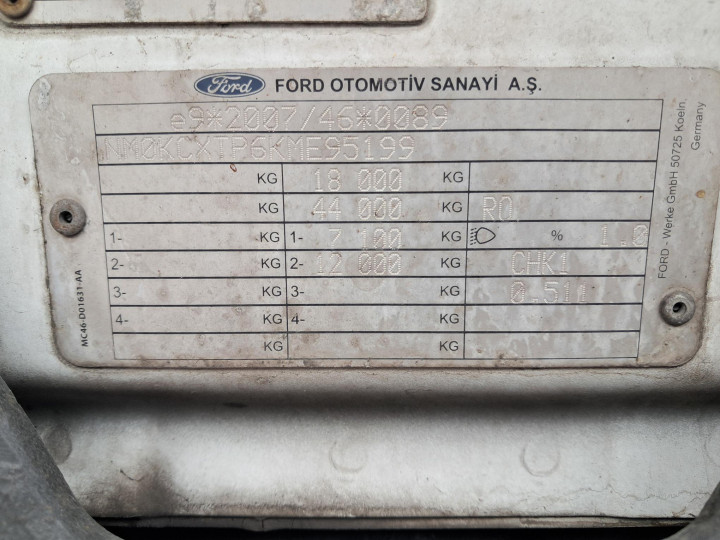 Ford FORD OTOMOTİV SANAYİ A.Ş.
e9*2007/46*0089
NM0KCXTP6KME95199
KG 18 000 KG
KG 44 000 KG RO
1- KG 1- 7 100 KG % 1.0
2- KG 2- 12 000 KG CHK1
3- KG 3- KG 0.5
4- KG 4- KG
KG KG
MC46-D01631-AA
FORD - Werke GmbH 50725 Koeln
Germany